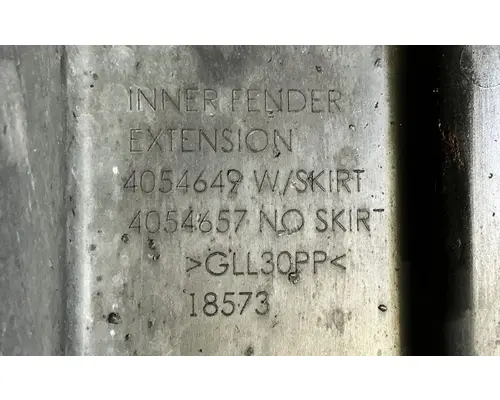 INNER FENDER
EXTENSION
4054649 W/SKIRT
4054657 NO SKIRT
>GLL30PP<
18573